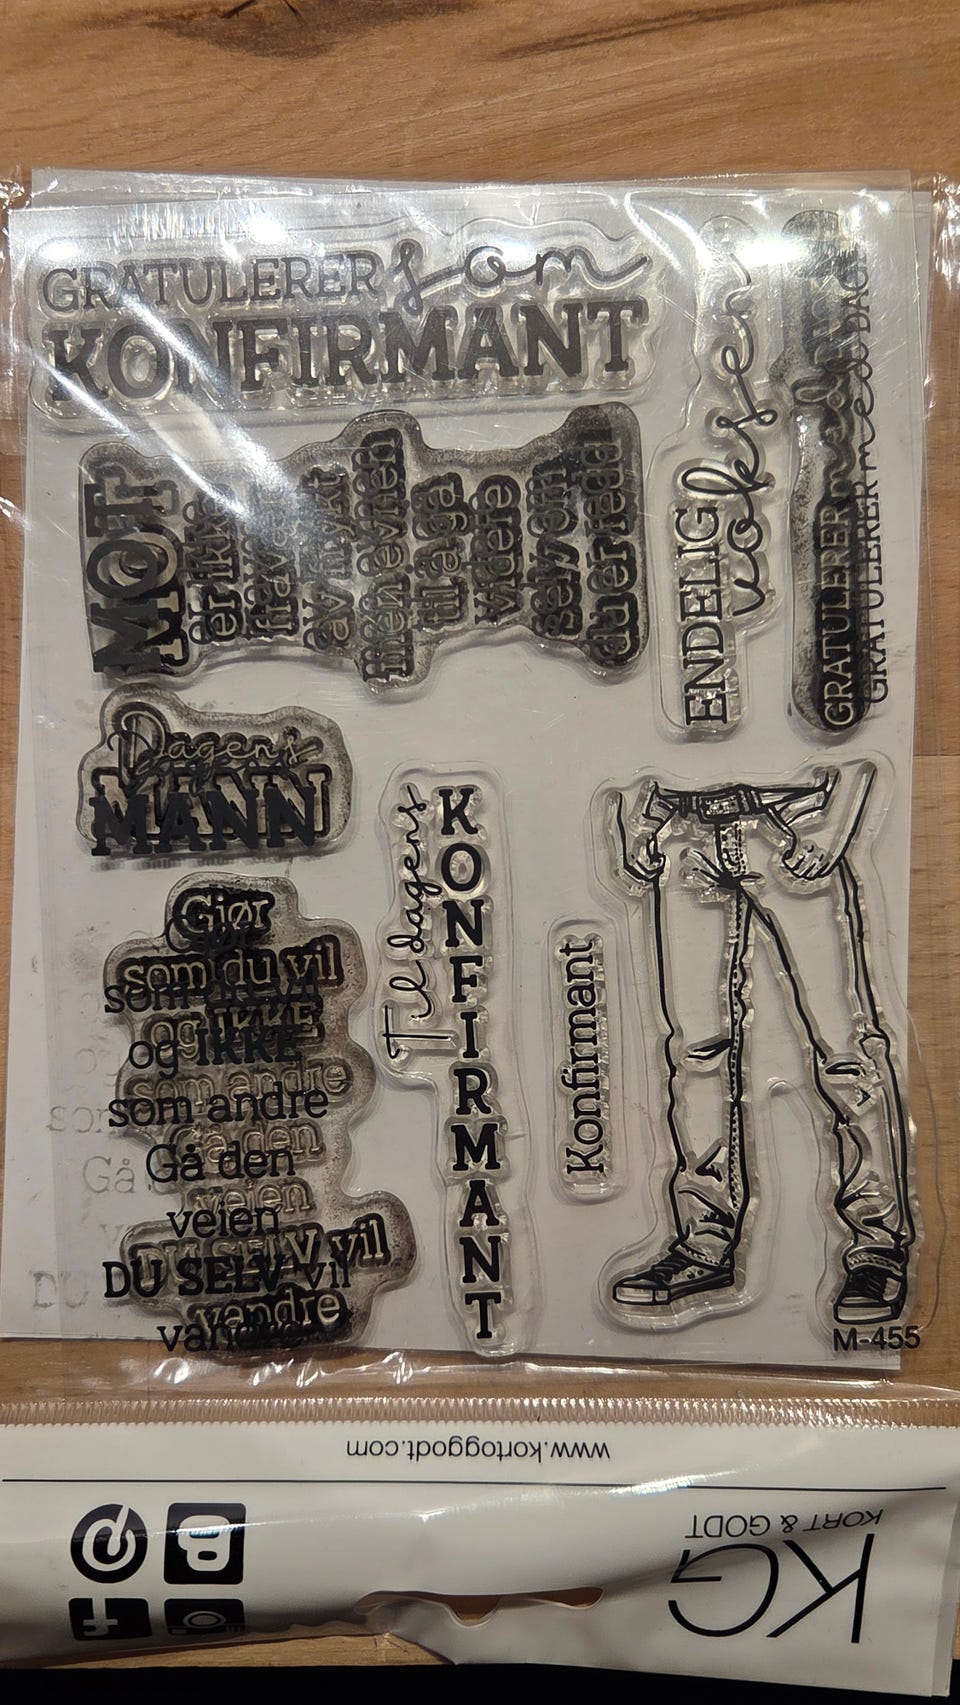 GRATULERER som
KONFIRMANT
MOT
er ikke
fravær
av frykt
men evnen
til å ga
videre
selv om
du er redd
ENDELIG
voksen!
GRATULERER med DAGEN
Dagens
MANN
Gjør
som du vil
og IKKE
som andre
Gå den
veien
DU SELV vil
vandre
Til dagens
KONFIRMANT
Konfirmant
M-455
www.kortoggodt.com
KORT & GODT
KG